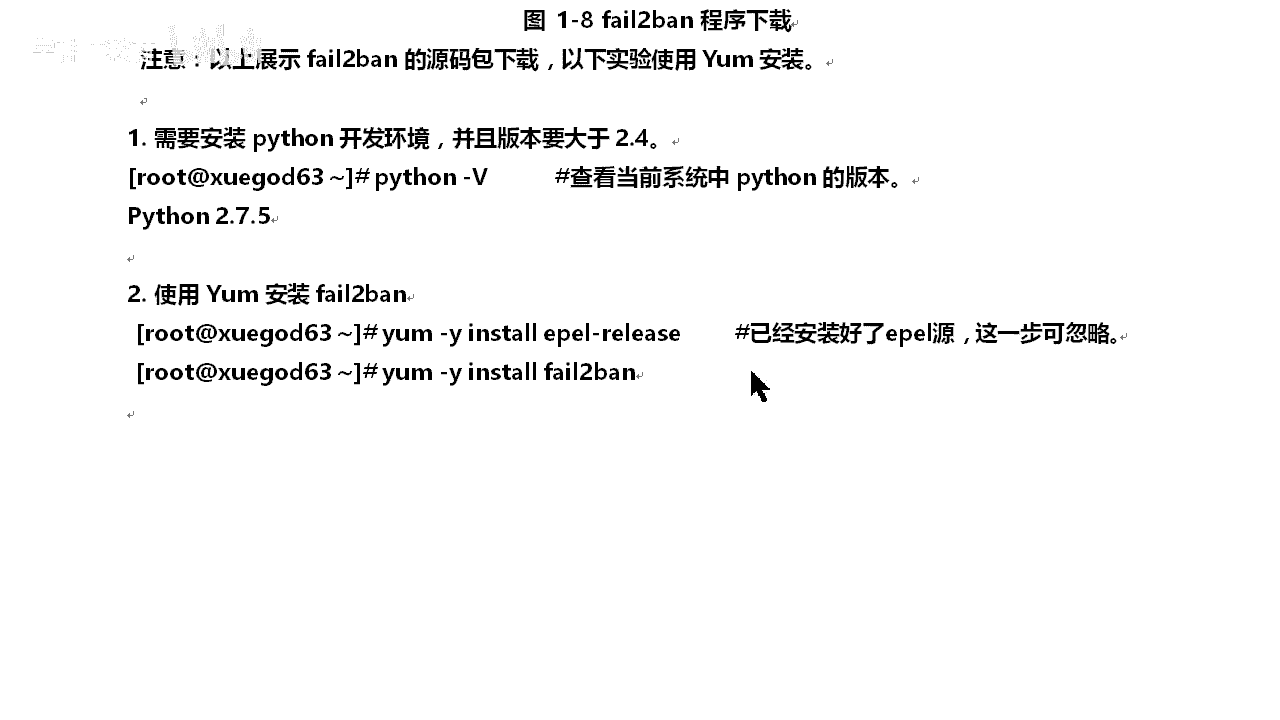 图 1-8 fail2ban 程序下载
注意：以上展示 fail2ban 的源码包下载，以下实验使用 Yum 安装。
1. 需要安装 python 开发环境，并且版本要大于 2.4。
[root@xuegod63 ~]# python -V #查看当前系统中 python 的版本。
Python 2.7.5
2. 使用 Yum 安装 fail2ban
[root@xuegod63 ~]# yum -y install epel-release #已经安装好了epel源，这一步可忽略。
[root@xuegod63 ~]# yum -y install fail2ban